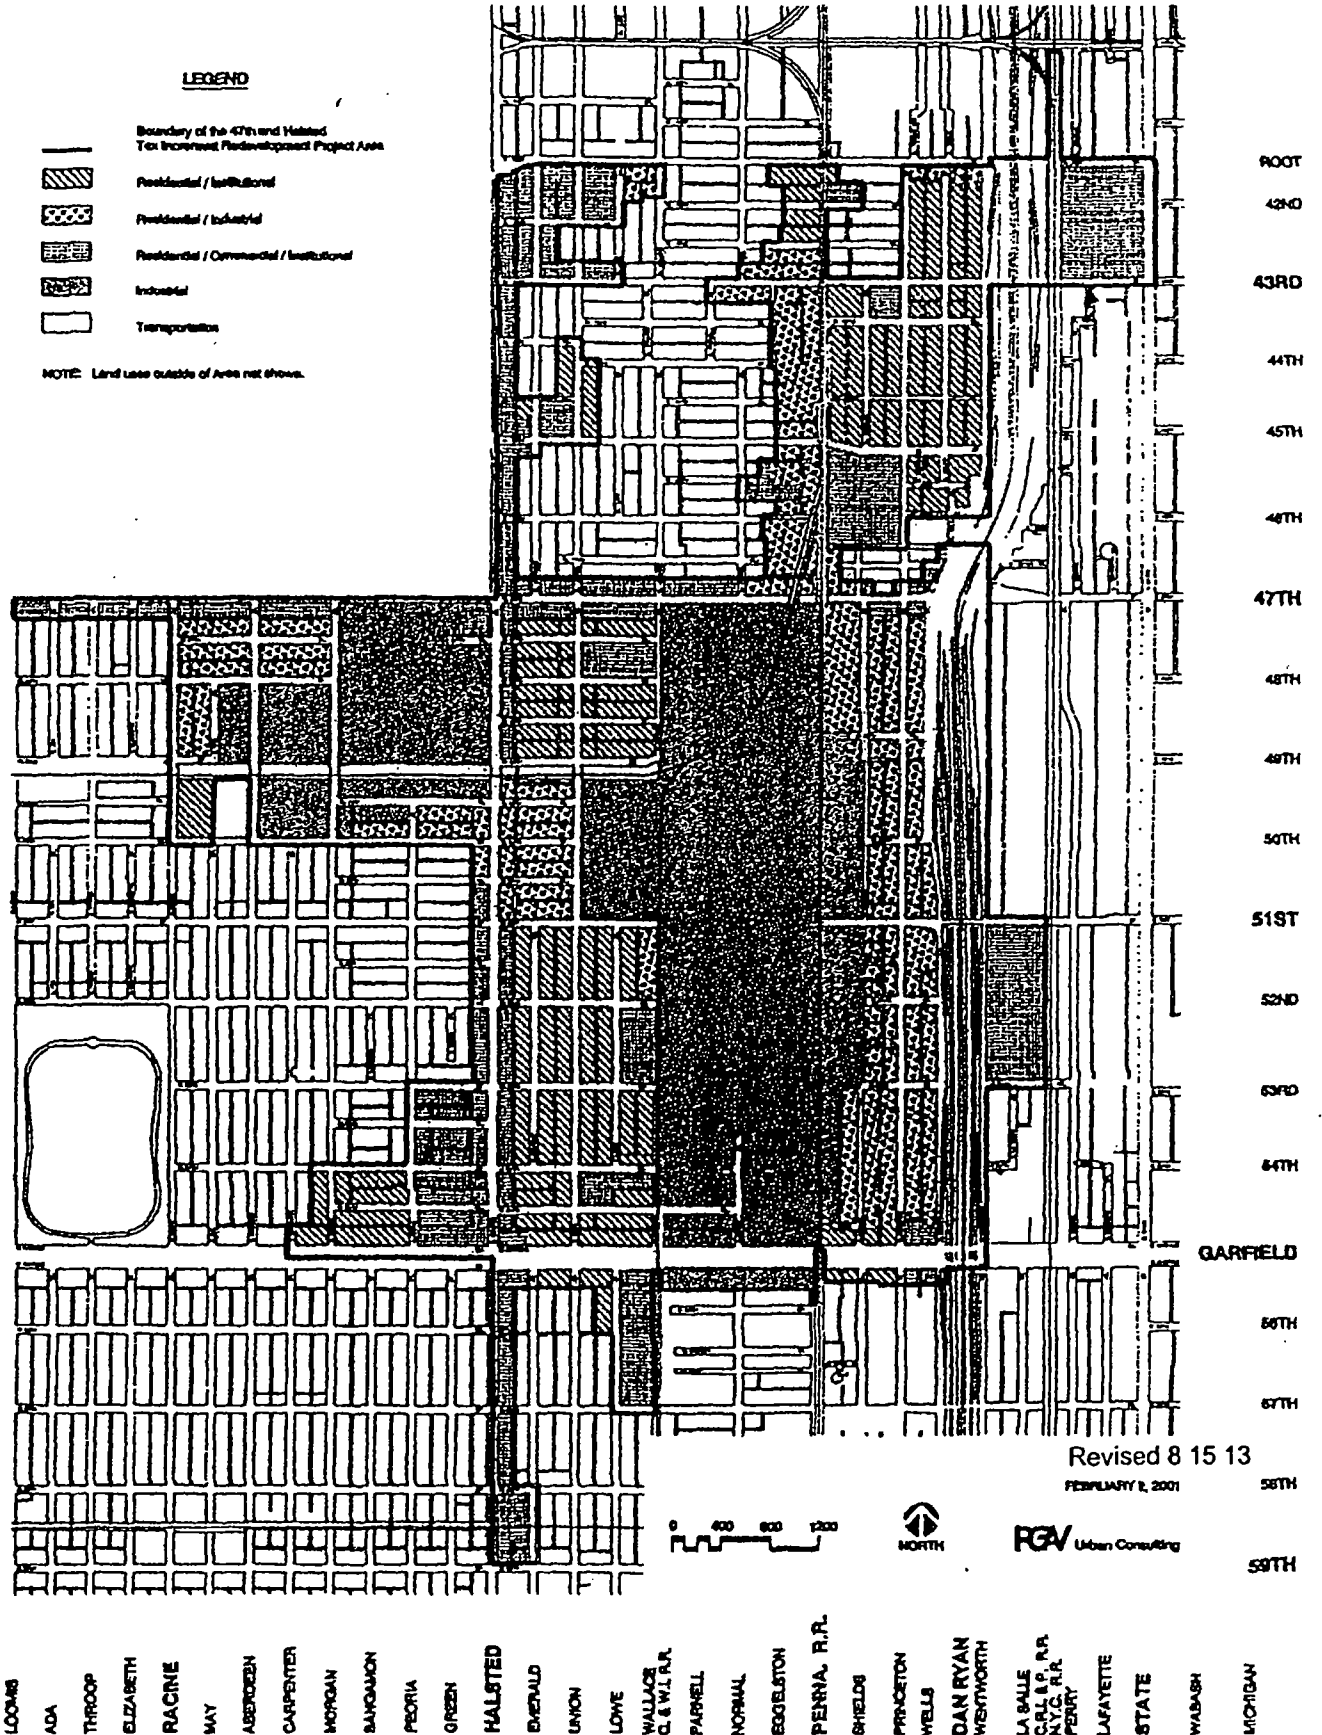 LEGEND
Boundary of the 47th and Halsted
Tax Increment Redevelopment Project Area
Residential / Institutional
Residential / Industrial
Residential / Commercial / Institutional
Industrial
Transportation
NOTE: Land uses outside of Area not shown.
ROOT
42ND
43RD
44TH
45TH
46TH
47TH
48TH
49TH
50TH
51ST
52ND
53RD
54TH
GARFIELD
56TH
57TH
Revised 8 15 13
FEBRUARY 2, 2001
58TH
0 400 800 1200
NORTH
PGAV Urban Consulting
59TH
LOOMIS
ADA
THROOP
ELIZABETH
RACINE
MAY
ABERDEEN
CARPENTER
MORGAN
SANGAMON
PEORIA
GREEN
HALSTED
EMERALD
UNION
LOWE
WALLACE
C. & W.I. R.R.
PARNELL
NORMAL
EGGELSTON
PENNA. R.R.
SHIELDS
PRINCETON
WELLS
DAN RYAN
WENTWORTH
LA SALLE
C.R.I. & P. R.R.
N.Y.C. R.R.
PERRY
LAFAYETTE
STATE
WABASH
MICHIGAN